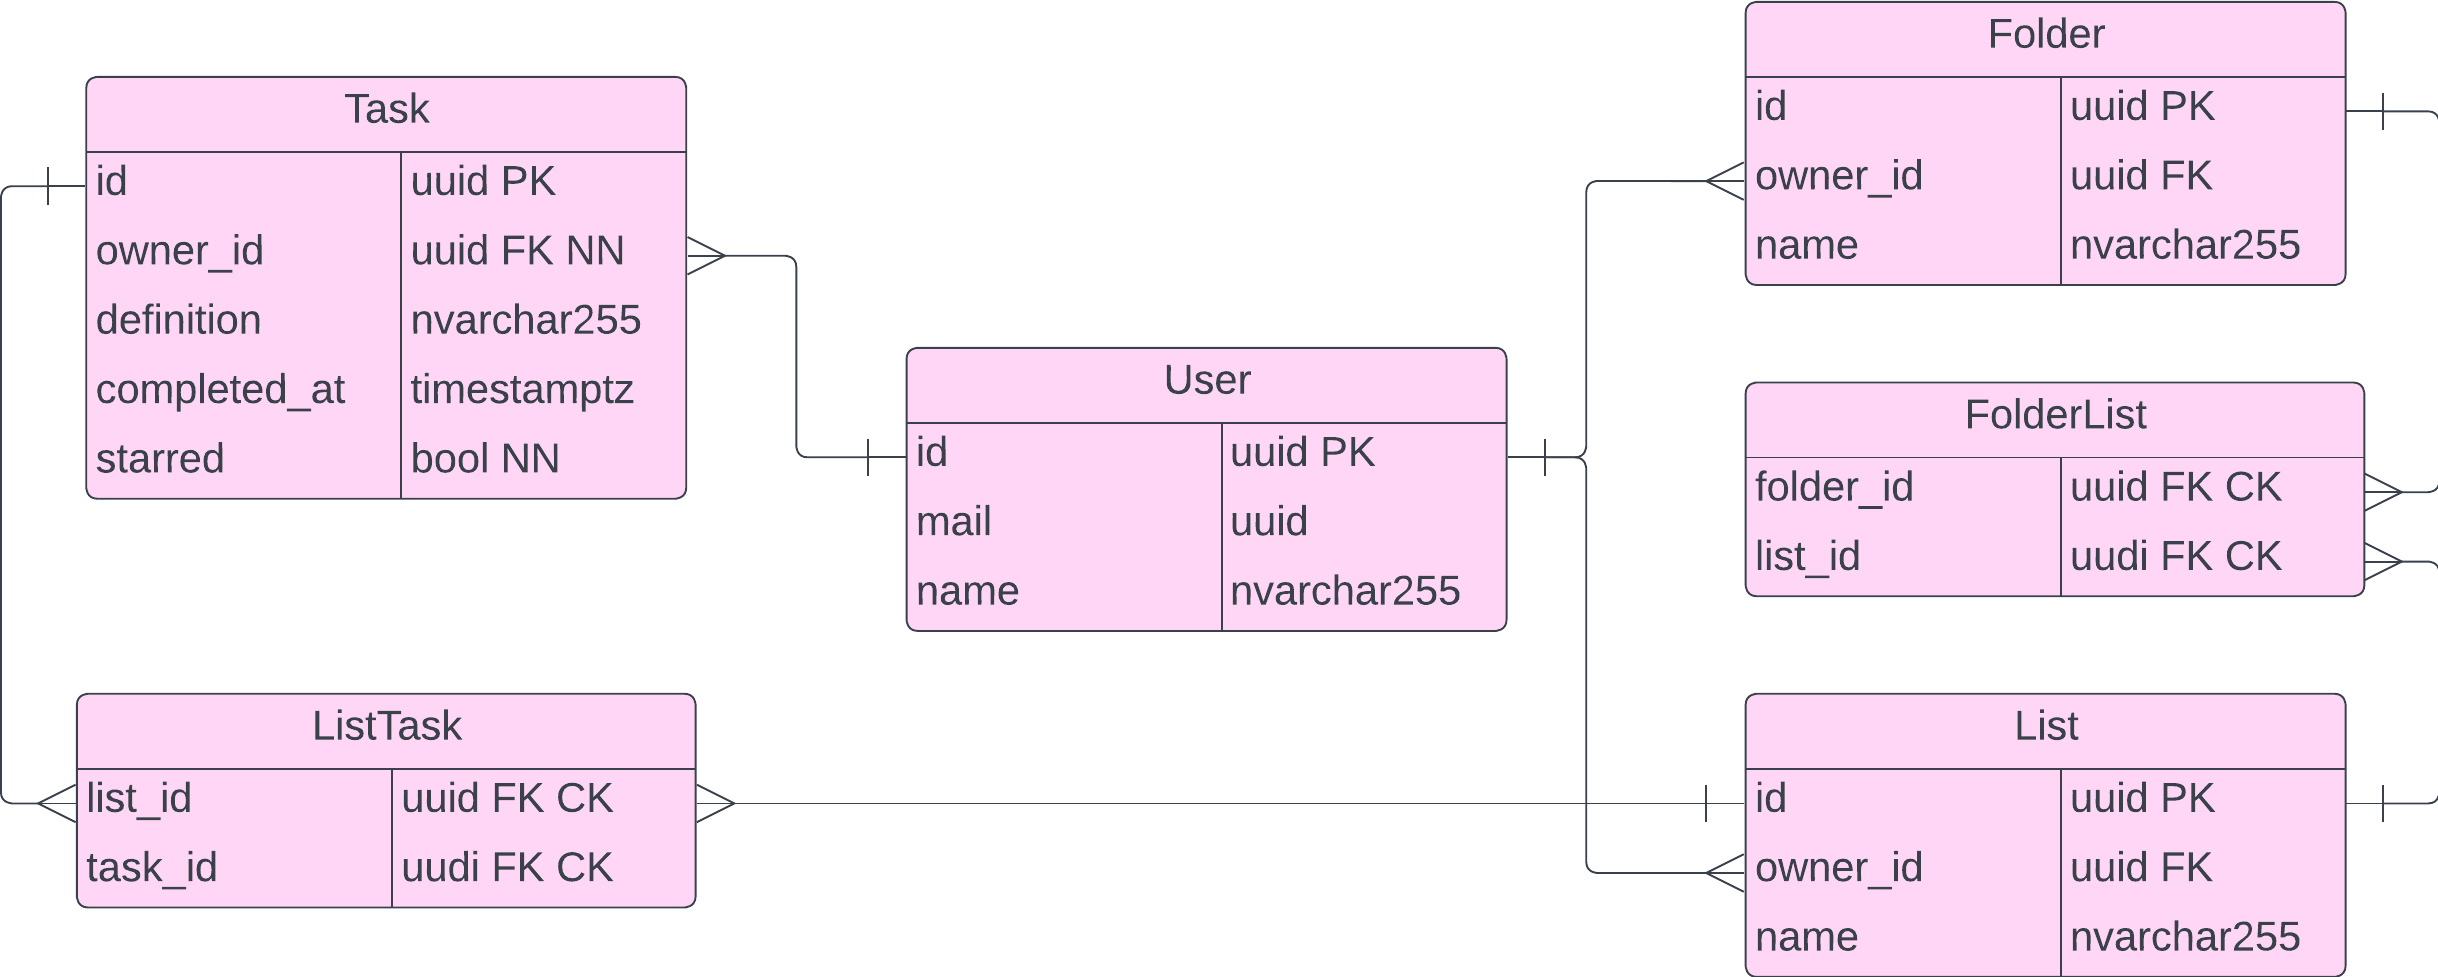 Task
id uuid PK
owner_id uuid FK NN
definition nvarchar255
completed_at timestamptz
starred bool NN
User
id uuid PK
mail uuid
name nvarchar255
Folder
id uuid PK
owner_id uuid FK
name nvarchar255
FolderList
folder_id uuid FK CK
list_id uudi FK CK
ListTask
list_id uuid FK CK
task_id uudi FK CK
List
id uuid PK
owner_id uuid FK
name nvarchar255